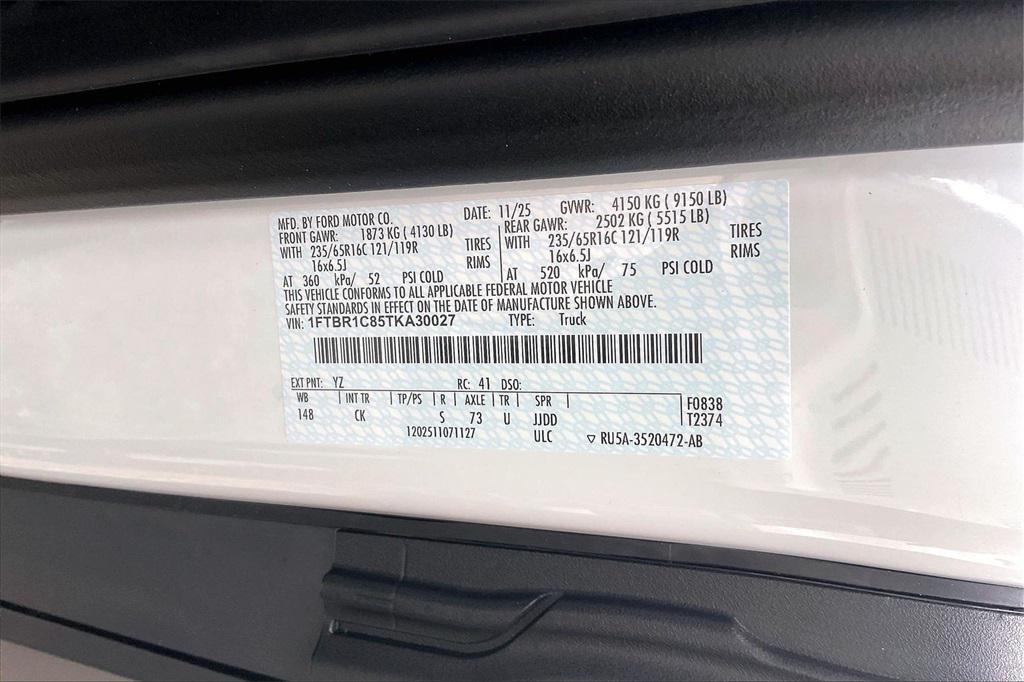 MFD. BY FORD MOTOR CO. DATE: 11/25 GVWR: 4150 KG ( 9150 LB)
FRONT GAWR: 1873 KG ( 4130 LB) REAR GAWR: 2502 KG ( 5515 LB)
WITH 235/65R16C 121/119R TIRES WITH 235/65R16C 121/119R TIRES
16x6.5J RIMS 16x6.5J RIMS
AT 360 kPa/ 52 PSI COLD AT 520 kPa/ 75 PSI COLD
THIS VEHICLE CONFORMS TO ALL APPLICABLE FEDERAL MOTOR VEHICLE
SAFETY STANDARDS IN EFFECT ON THE DATE OF MANUFACTURE SHOWN ABOVE.
VIN: 1FTBR1C85TKA30027 TYPE: Truck
EXT PNT: YZ RC: 41 DSO:
WB INT TR TP/PS R AXLE TR SPR F0838
148 CK S 73 U JJDD T2374
1202511071127 ULC ▽ RU5A-3520472-AB